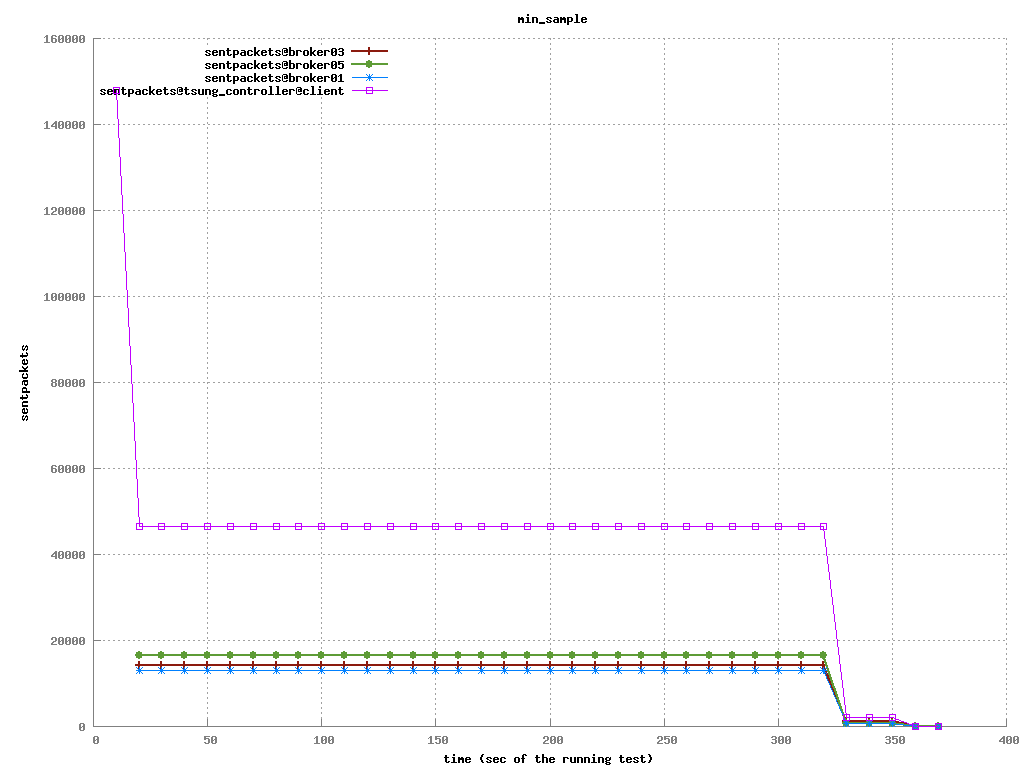 min_sample
160000
sentpackets@broker03
sentpackets@broker05
sentpackets@broker01
sentpackets@tsung_controller@client
140000
120000
100000
80000
60000
40000
20000
0
sentpackets
0 50 100 150 200 250 300 350 400
time (sec of the running test)